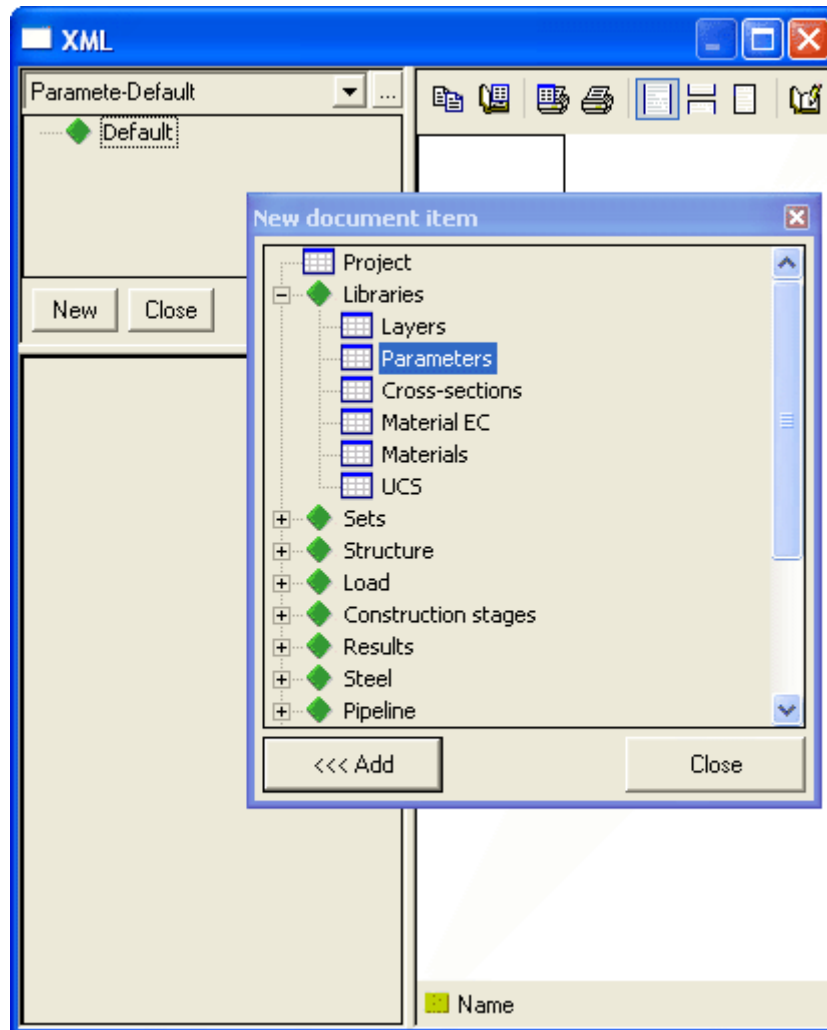 XML
Paramete-Default
...
Default
New document item
Project
Libraries
Layers
Parameters
Cross-sections
Material EC
Materials
UCS
Sets
Structure
Load
Construction stages
Results
Steel
Pipeline
New Close
<<< Add Close
Name